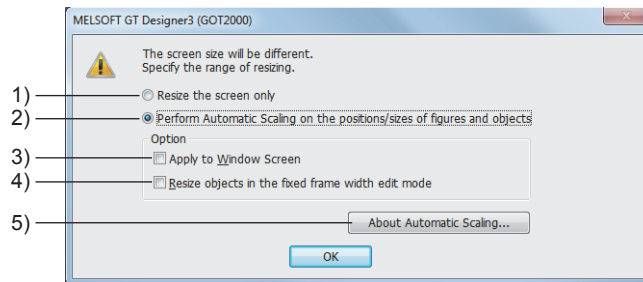 MELSOFT GT Designer3 (GOT2000)
The screen size will be different.
Specify the range of resizing.
1) Resize the screen only
2) Perform Automatic Scaling on the positions/sizes of figures and objects
Option
3) Apply to Window Screen
4) Resize objects in the fixed frame width edit mode
5) About Automatic Scaling...
OK